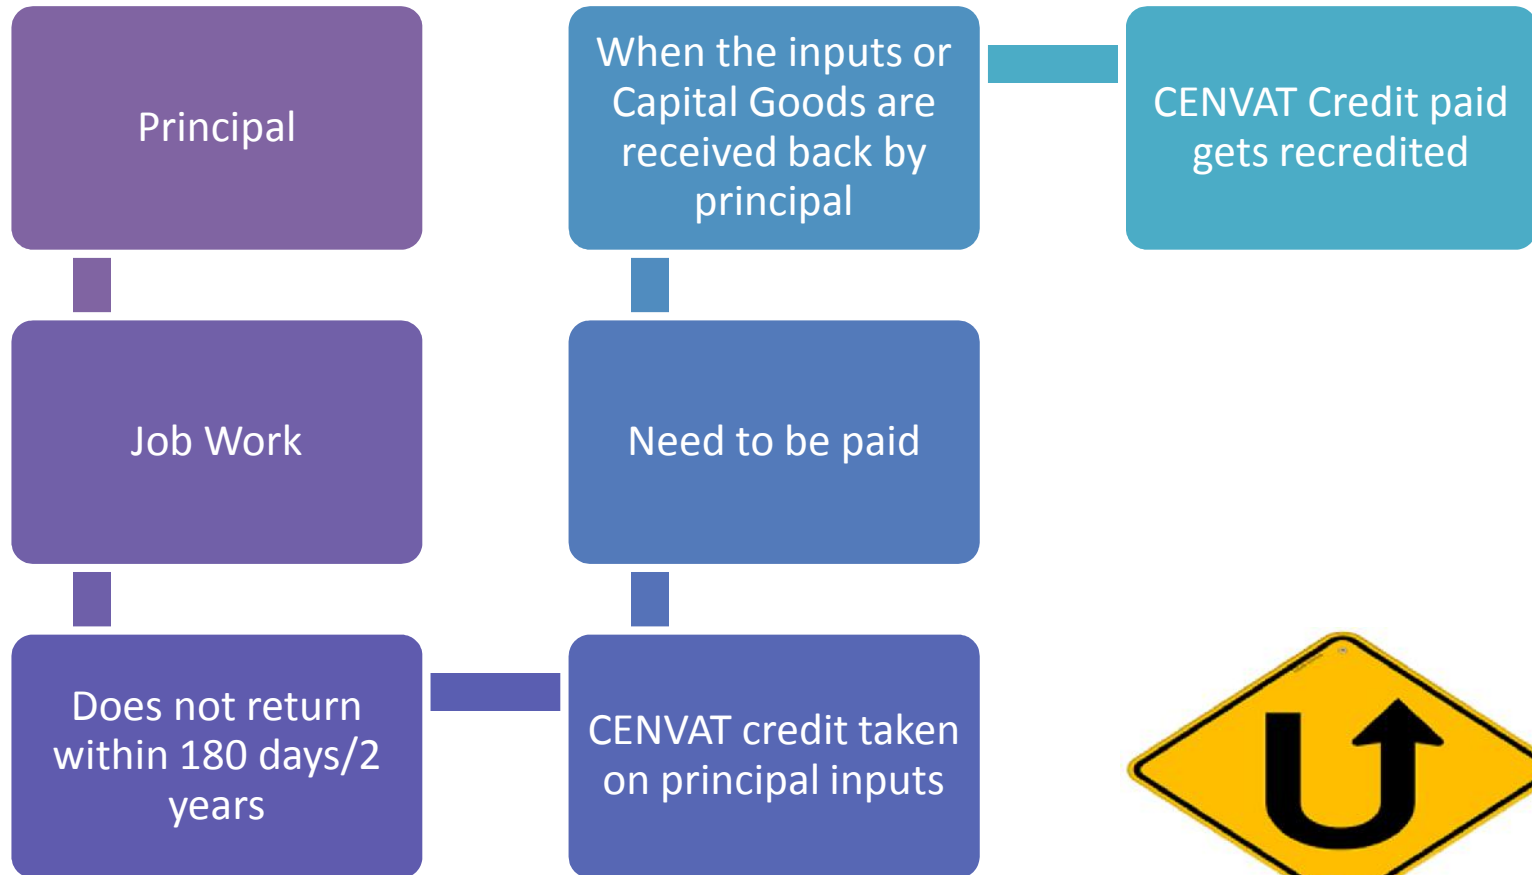 Principal
Job Work
Does not return
within 180 days/2
years
CENVAT credit taken
on principal inputs
Need to be paid
When the inputs or
Capital Goods are
received back by
principal
CENVAT Credit paid
gets recredited